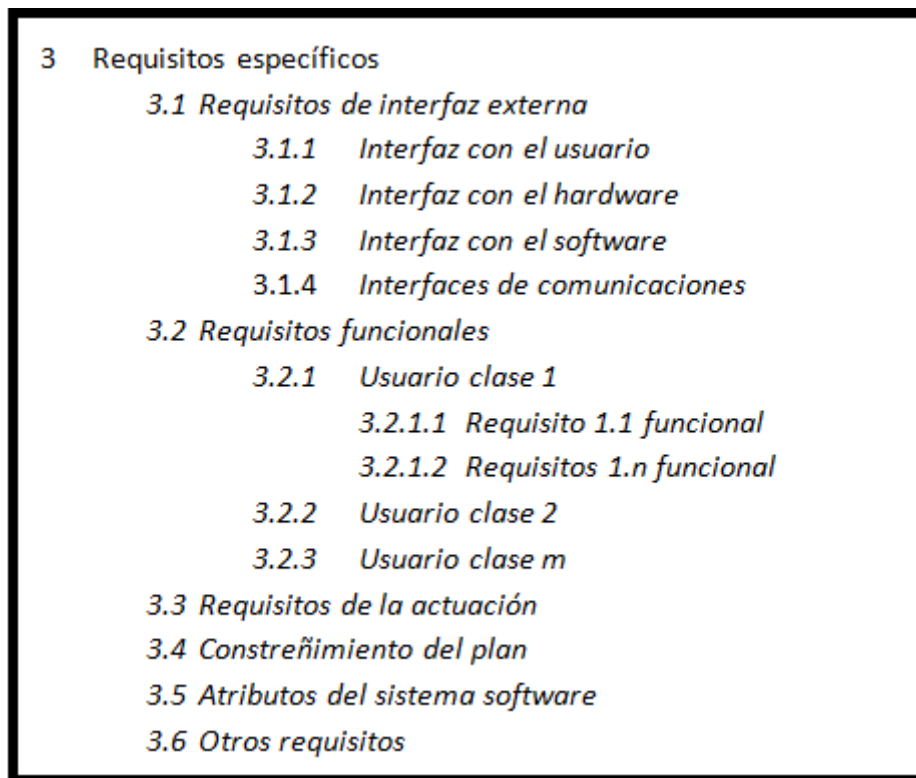 3 Requisitos específicos
3.1 Requisitos de interfaz externa
3.1.1 Interfaz con el usuario
3.1.2 Interfaz con el hardware
3.1.3 Interfaz con el software
3.1.4 Interfaces de comunicaciones
3.2 Requisitos funcionales
3.2.1 Usuario clase 1
3.2.1.1 Requisito 1.1 funcional
3.2.1.2 Requisitos 1.n funcional
3.2.2 Usuario clase 2
3.2.3 Usuario clase m
3.3 Requisitos de la actuación
3.4 Constreñimiento del plan
3.5 Atributos del sistema software
3.6 Otros requisitos